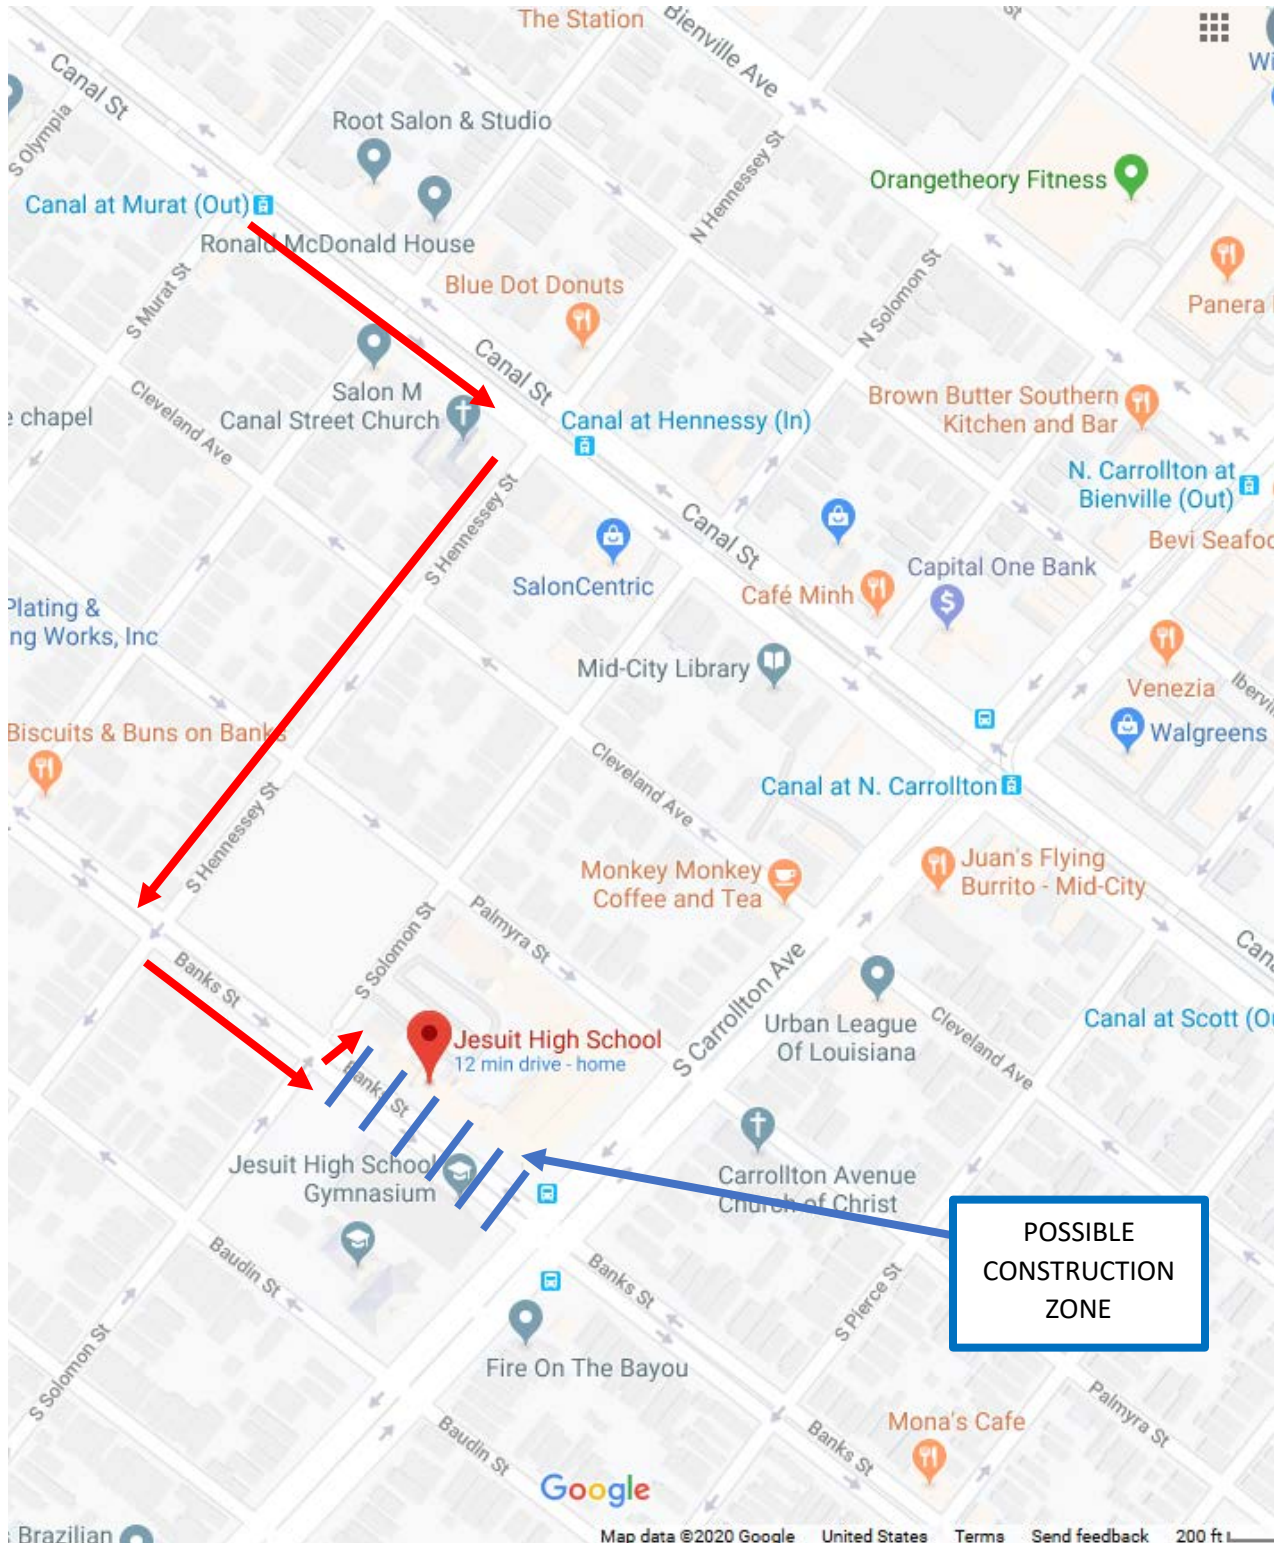 The Station
Bienville Ave
St
Wi
Canal St
S Olympia
Root Salon & Studio
N Hennessey St
Orangetheory Fitness
Canal at Murat (Out)
Ronald McDonald House
S Murat St
Blue Dot Donuts
N Solomon St
Panera
Canal St
Salon M
Canal Street Church
Cleveland Ave
e chapel
Canal at Hennessy (In)
Brown Butter Southern
Kitchen and Bar
N. Carrollton at
Bienville (Out)
Bevi Seafoo
S Hennessey St
Canal St
SalonCentric
Café Minh
Capital One Bank
Plating &
ng Works, Inc
Mid-City Library
Venezia
Ibervil
Biscuits & Buns on Banks
Walgreens
Cleveland Ave
Canal at N. Carrollton
S Hennessey St
Monkey Monkey
Coffee and Tea
Juan's Flying
Burrito - Mid-City
Palmyra St
S Solomon St
Banks St
Cana
S Carrollton Ave
Urban League
Of Louisiana
Cleveland Ave
Canal at Scott (Ou
Jesuit High School
12 min drive - home
Banks St
Jesuit High School
Gymnasium
Carrollton Avenue
Church of Christ
POSSIBLE
CONSTRUCTION
ZONE
Baudin St
Banks St
S Pierce St
Fire On The Bayou
S Solomon St
Palmyra St
Mona's Cafe
Baudin St
Banks St
Google
s Brazilian
Map data ©2020 Google United States Terms Send feedback 200 ft